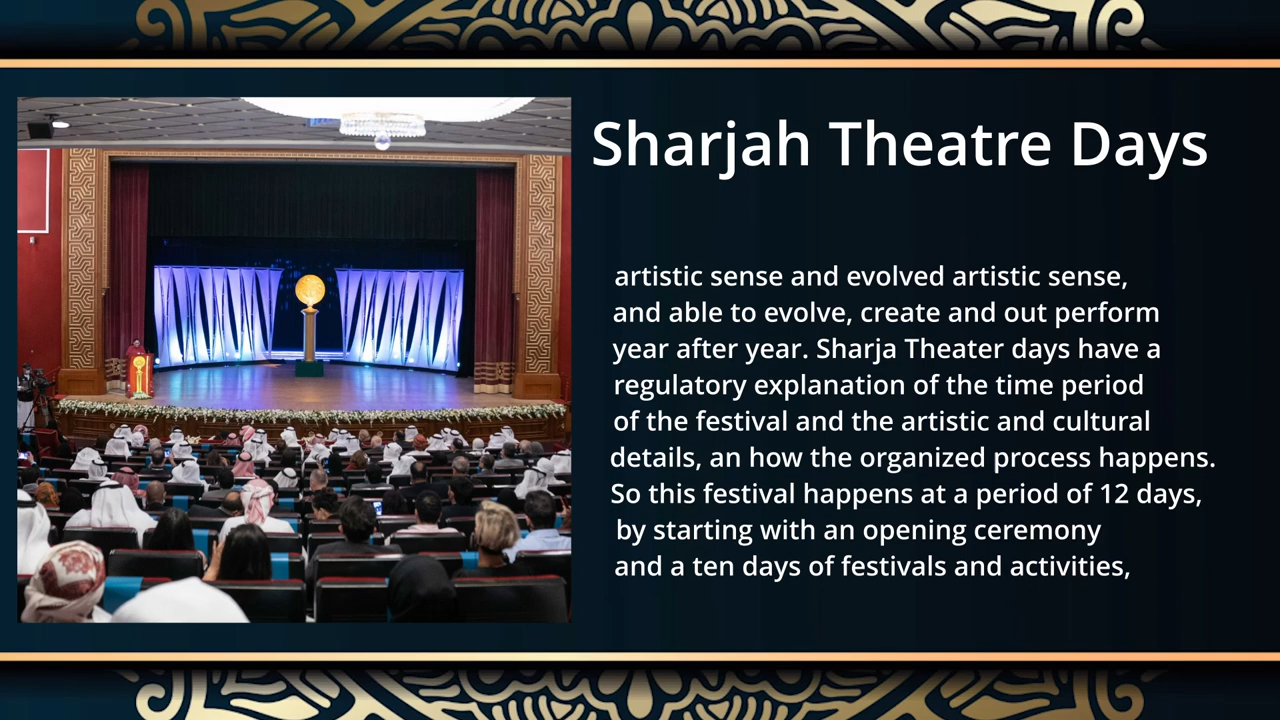 Sharjah Theatre Days
artistic sense and evolved artistic sense,
and able to evolve, create and out perform
year after year. Sharja Theater days have a
regulatory explanation of the time period
of the festival and the artistic and cultural
details, an how the organized process happens.
So this festival happens at a period of 12 days,
by starting with an opening ceremony
and a ten days of festivals and activities,